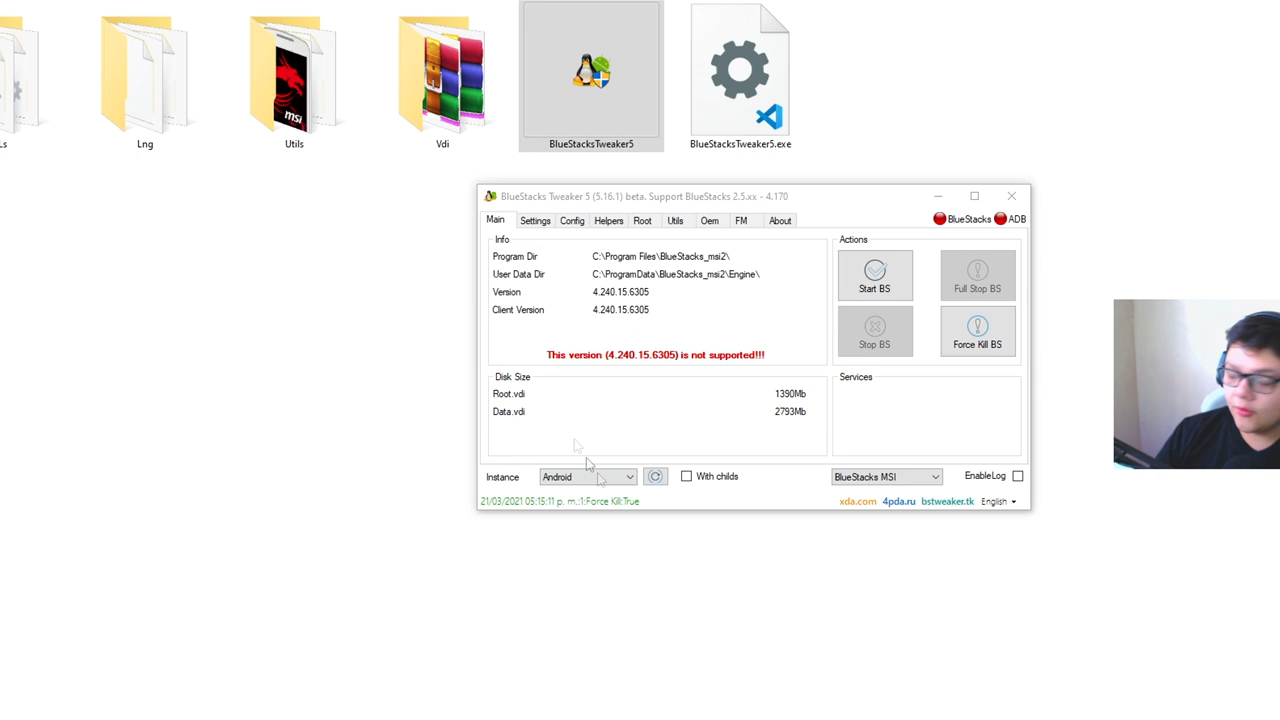 Ls
Lng
Utils
Vdi
BlueStacksTweaker5
BlueStacksTweaker5.exe
msi
BlueStacks Tweaker 5 (5.16.1) beta. Support BlueStacks 2.5.xx - 4.170
Main Settings Config Helpers Root Utils Oem FM About
BlueStacks ADB
Info
Program Dir C:\Program Files\BlueStacks_msi2\
User Data Dir C:\ProgramData\BlueStacks_msi2\Engine\
Version 4.240.15.6305
Client Version 4.240.15.6305
This version (4.240.15.6305) is not supported!!!
Actions
Start BS
Full Stop BS
Stop BS
Force Kill BS
Disk Size
Root.vdi 1390Mb
Data.vdi 2793Mb
Services
Instance Android With childs BlueStacks MSI EnableLog
21/03/2021 05:15:11 p. m.:1:Force Kill:True
xda.com 4pda.ru bstweaker.tk English